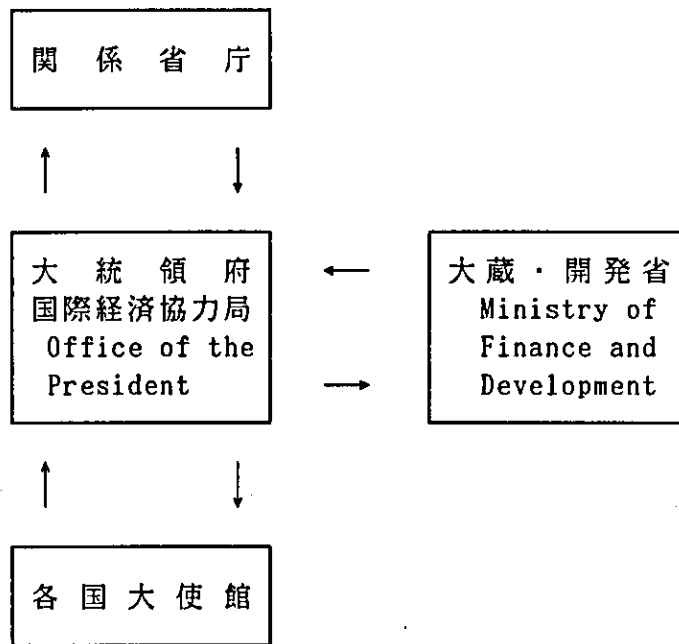 関係省庁
大統領府
国際経済協力局
Office of the
President
大蔵・開発省
Ministry of
Finance and
Development
各国大使館